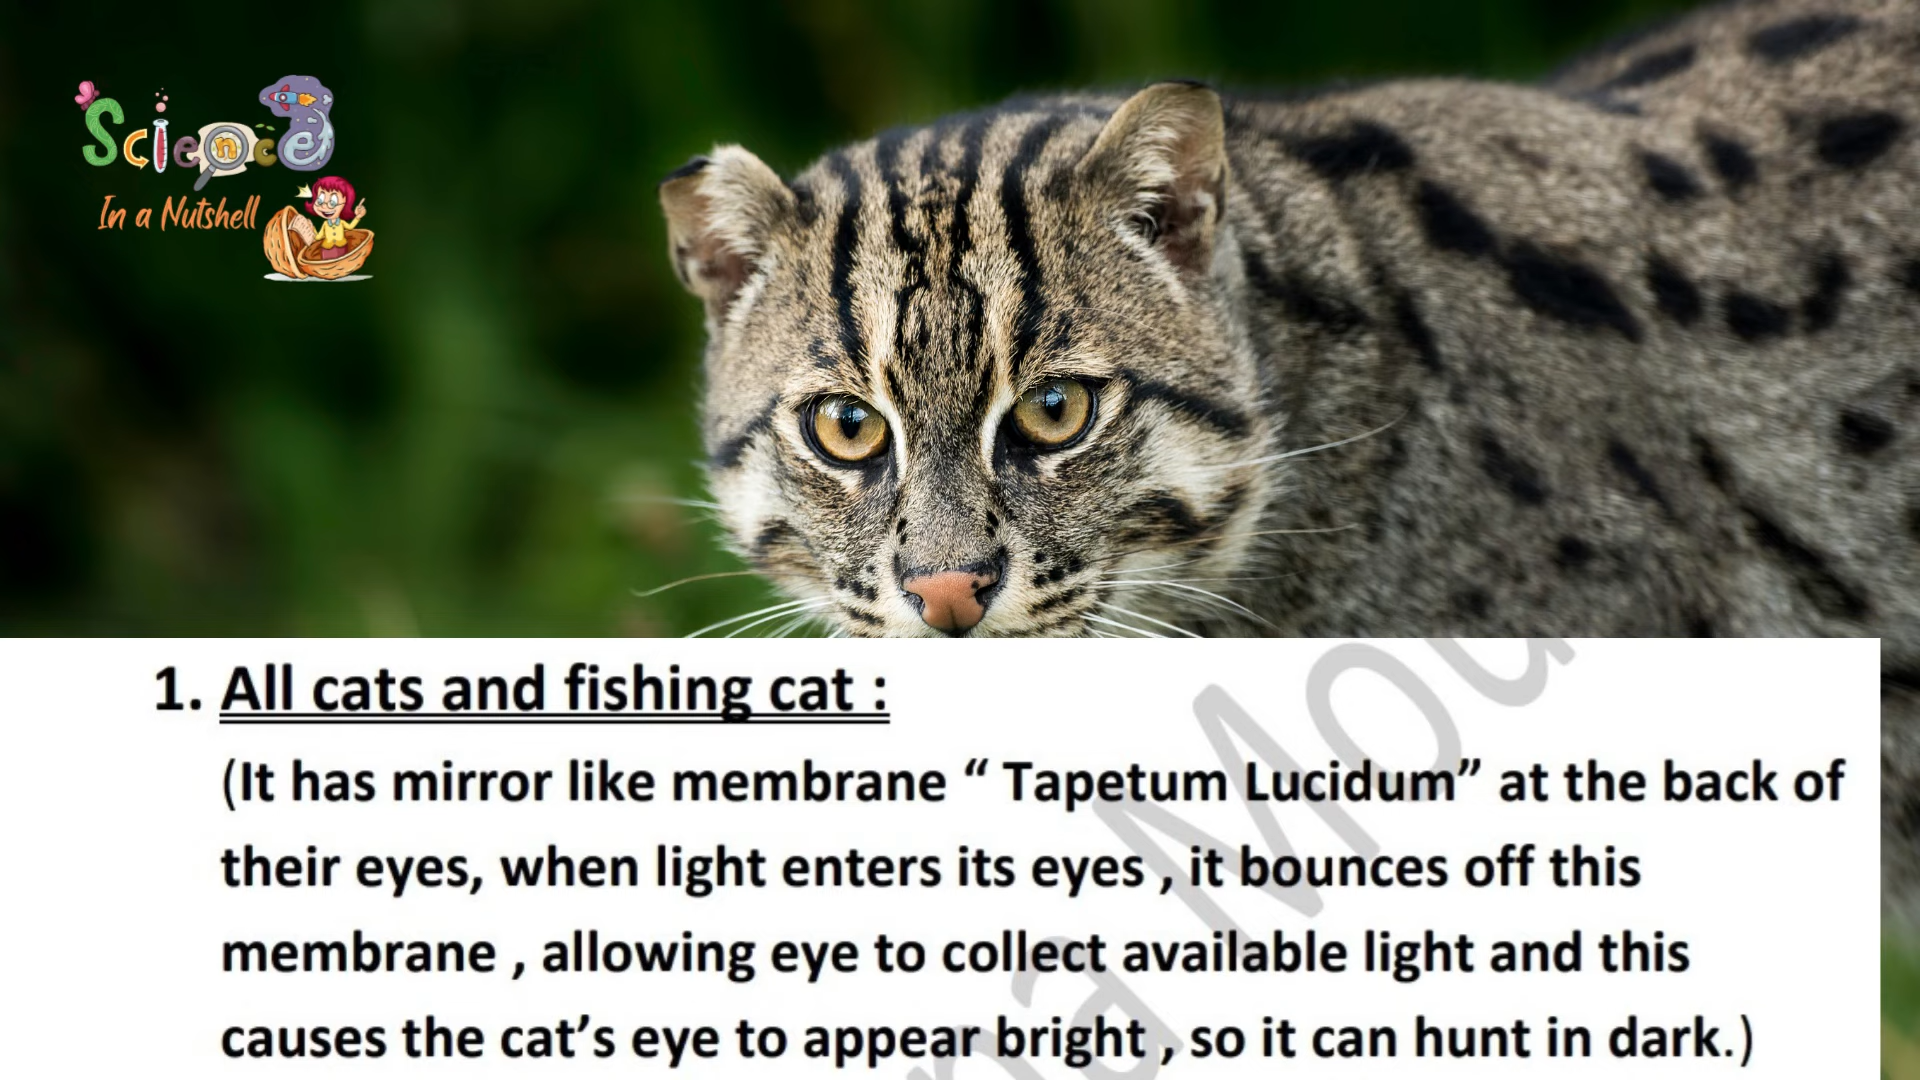 Science
In a Nutshell
1. All cats and fishing cat :
(It has mirror like membrane “ Tapetum Lucidum” at the back of
their eyes, when light enters its eyes , it bounces off this
membrane , allowing eye to collect available light and this
causes the cat’s eye to appear bright , so it can hunt in dark.)